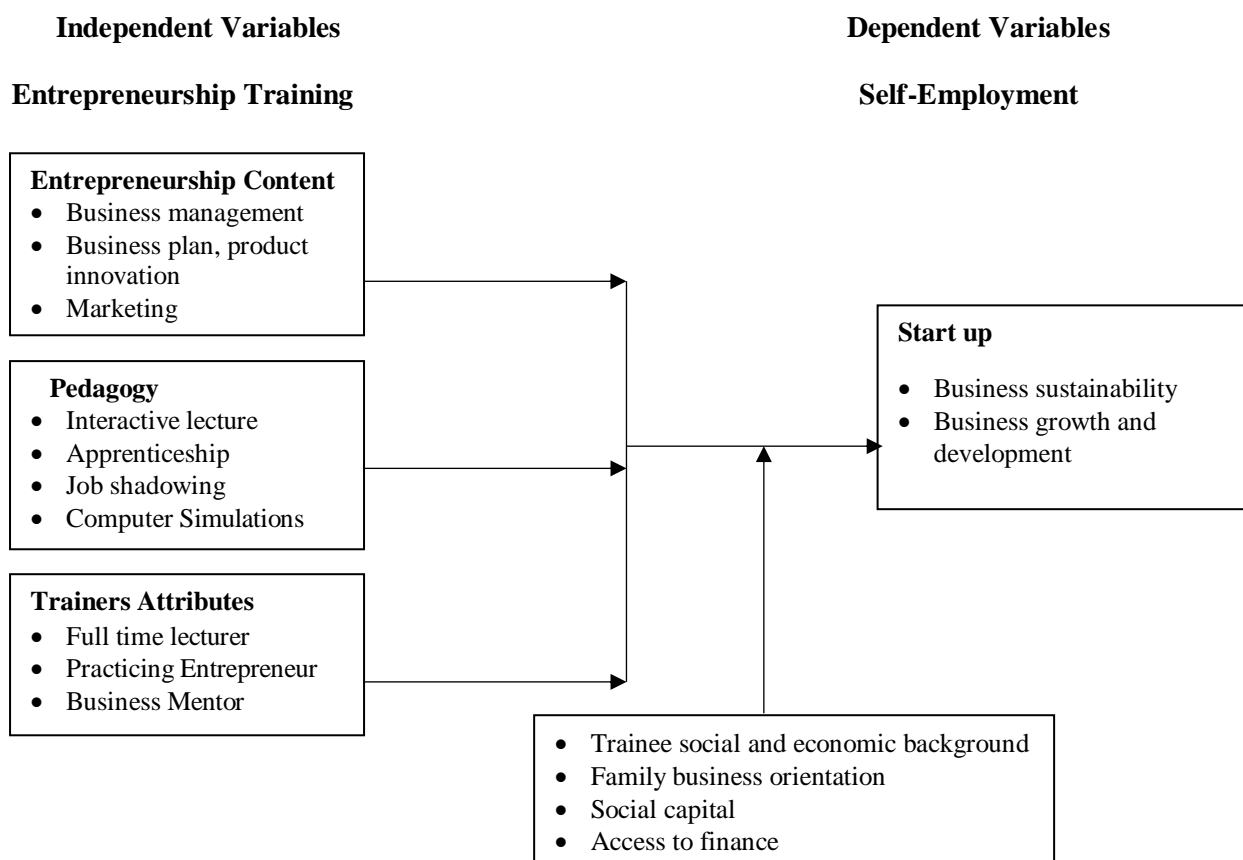 Independent Variables
Dependent Variables
Entrepreneurship Training
Self-Employment
Entrepreneurship Content
• Business management
• Business plan, product
innovation
• Marketing
Pedagogy
• Interactive lecture
• Apprenticeship
• Job shadowing
• Computer Simulations
Trainers Attributes
• Full time lecturer
• Practicing Entrepreneur
• Business Mentor
Start up
• Business sustainability
• Business growth and
development
• Trainee social and economic background
• Family business orientation
• Social capital
• Access to finance